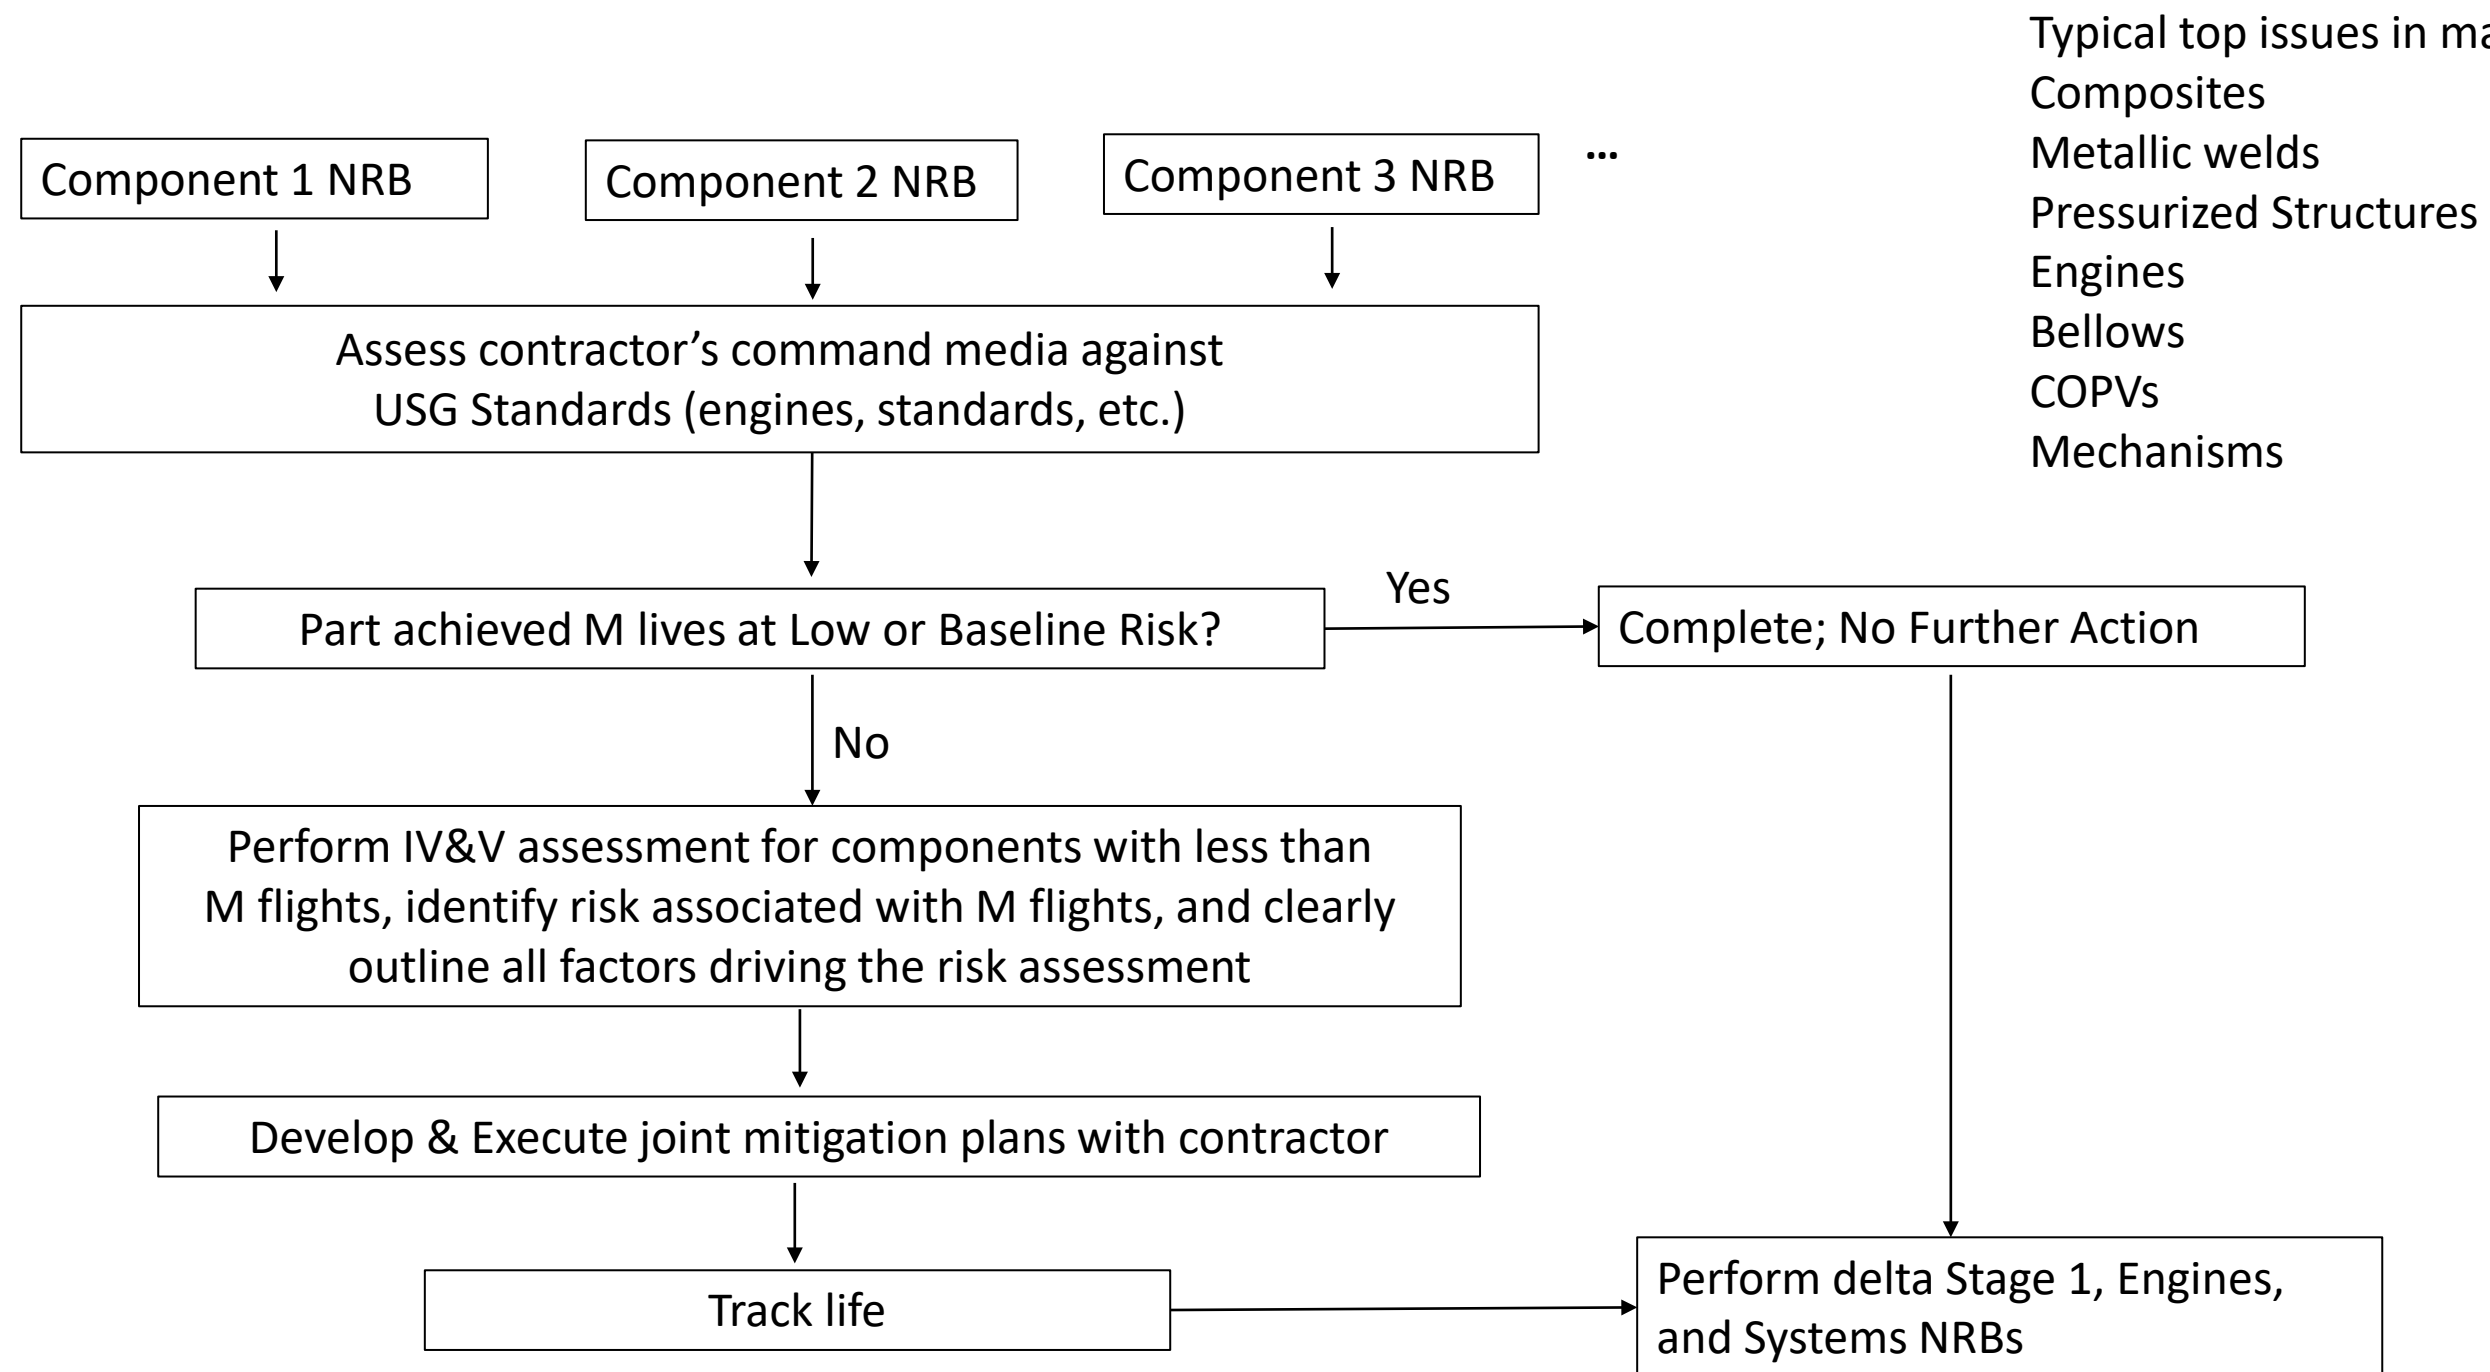 Typical top issues in
Composites
Metallic welds
Pressurized Structures
Engines
Bellows
COPVs
Mechanisms
Component 1 NRB
Component 2 NRB
Component 3 NRB
...
Assess contractor’s command media against
USG Standards (engines, standards, etc.)
Part achieved M lives at Low or Baseline Risk?
Yes
Complete; No Further Action
No
Perform IV&V assessment for components with less than
M flights, identify risk associated with M flights, and clearly
outline all factors driving the risk assessment
Develop & Execute joint mitigation plans with contractor
Track life
Perform delta Stage 1, Engines,
and Systems NRBs